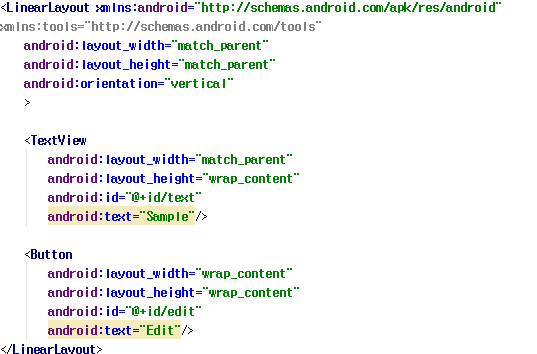 <LinearLayout xmlns:android="http://schemas.android.com/apk/res/android"
xmlns:tools="http://schemas.android.com/tools"
    android:layout_width="match_parent"
    android:layout_height="match_parent"
    android:orientation="vertical"
    >

    <TextView
        android:layout_width="match_parent"
        android:layout_height="wrap_content"
        android:id="@+id/text"
        android:text="Sample"/>

    <Button
        android:layout_width="wrap_content"
        android:layout_height="wrap_content"
        android:id="@+id/edit"
        android:text="Edit"/>
</LinearLayout>